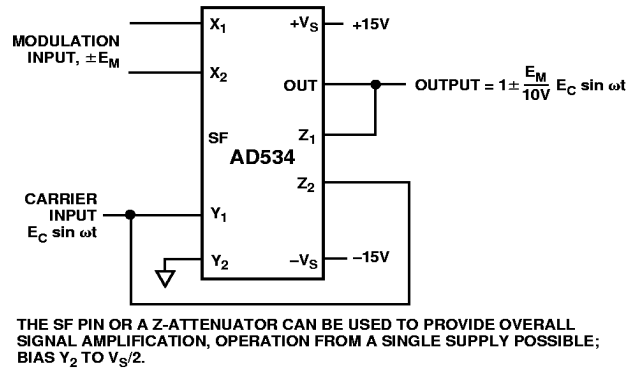 X1
+VS
+15V
MODULATION
INPUT, ±EM
X2
OUT
OUTPUT = 1± EM/10V EC sin ωt
SF
Z1
AD534
Z2
CARRIER
INPUT
EC sin ωt
Y1
Y2
–VS
–15V
THE SF PIN OR A Z-ATTENUATOR CAN BE USED TO PROVIDE OVERALL
SIGNAL AMPLIFICATION, OPERATION FROM A SINGLE SUPPLY POSSIBLE;
BIAS Y2 TO VS/2.